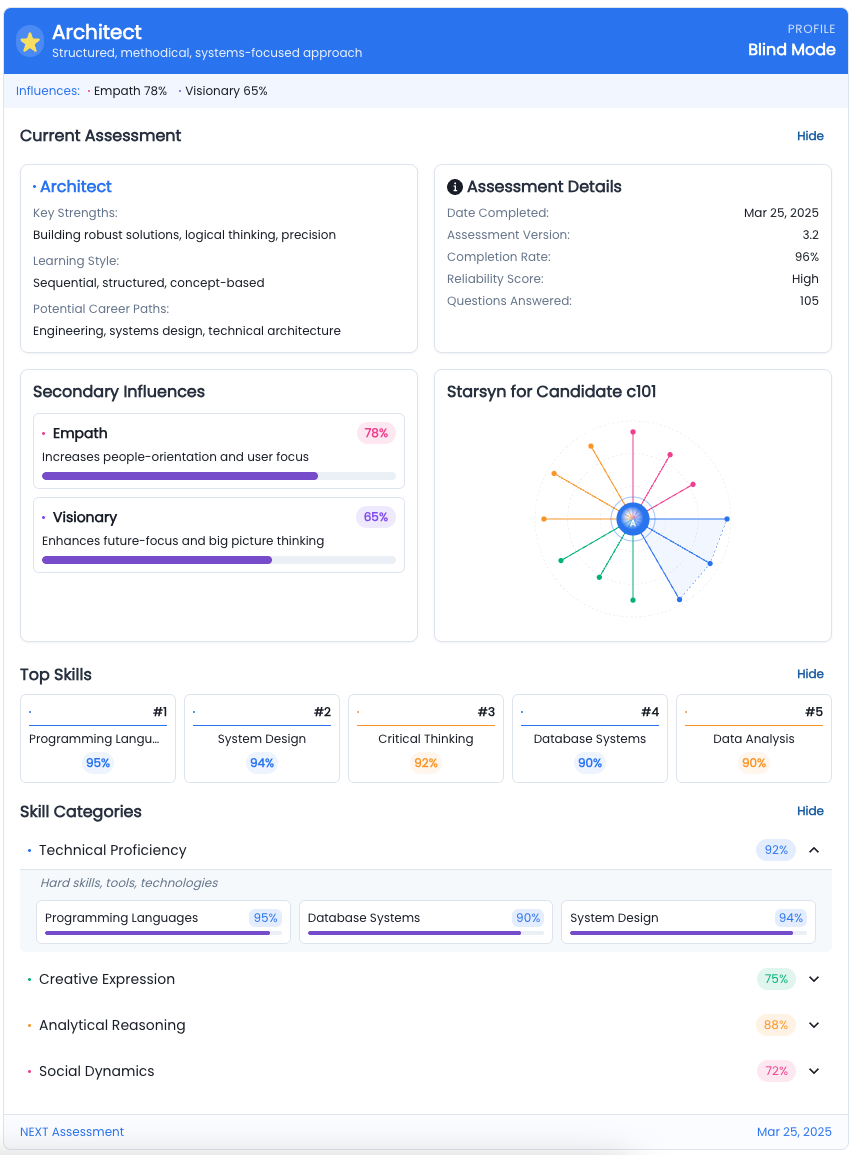 Architect
Structured, methodical, systems-focused approach
PROFILE
Blind Mode
Influences: · Empath 78% · Visionary 65%
Current Assessment
Hide
· Architect
Key Strengths:
Building robust solutions, logical thinking, precision
Learning Style:
Sequential, structured, concept-based
Potential Career Paths:
Engineering, systems design, technical architecture
Assessment Details
Date Completed: Mar 25, 2025
Assessment Version: 3.2
Completion Rate: 96%
Reliability Score: High
Questions Answered: 105
Secondary Influences
· Empath 78%
Increases people-orientation and user focus
· Visionary 65%
Enhances future-focus and big picture thinking
Starsyn for Candidate c101
Top Skills
Hide
· #1
Programming Langu...
95%
· #2
System Design
94%
· #3
Critical Thinking
92%
· #4
Database Systems
90%
· #5
Data Analysis
90%
Skill Categories
Hide
· Technical Proficiency 92%
Hard skills, tools, technologies
Programming Languages 95%
Database Systems 90%
System Design 94%
· Creative Expression 75%
· Analytical Reasoning 88%
· Social Dynamics 72%
NEXT Assessment
Mar 25, 2025